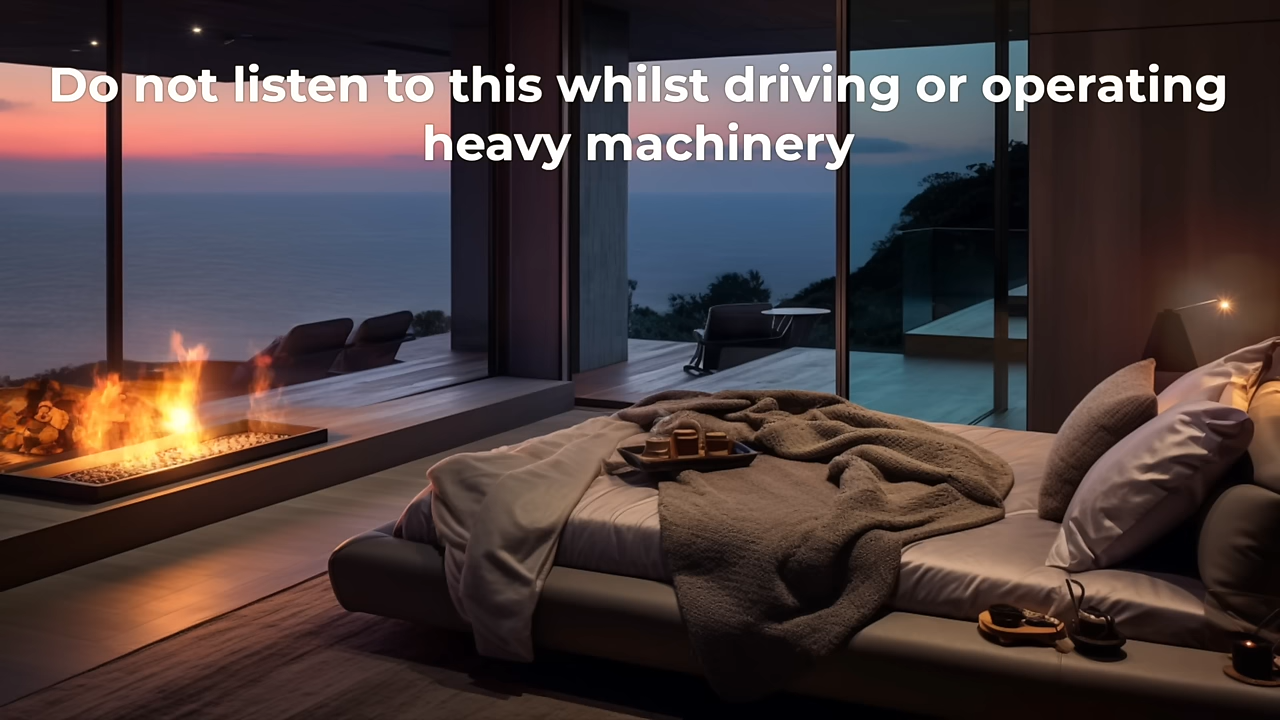 Do not listen to this whilst driving or operating
heavy machinery